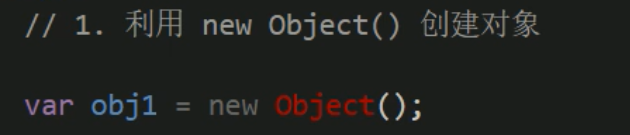 // 1. 利用 new Object() 创建对象
var obj1 = new Object();